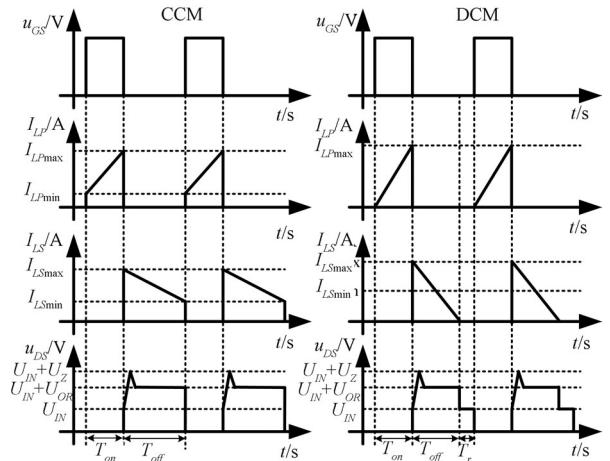 CCM
u_GS/V
t/s
I_LP/A
I_LPmax
I_LPmin
t/s
I_LS/A
I_LSmax
I_LSmin
t/s
u_DS/V
U_IN+U_Z
U_IN+U_OR
U_IN
T_on
T_off
t/s
DCM
u_GS/V
t/s
I_LP/A
I_LPmax
t/s
I_LS/A
I_LSmax
I_LSmin
t/s
u_DS/V
U_IN+U_Z
U_IN+U_OR
U_IN
T_on
T_off
T_r
t/s